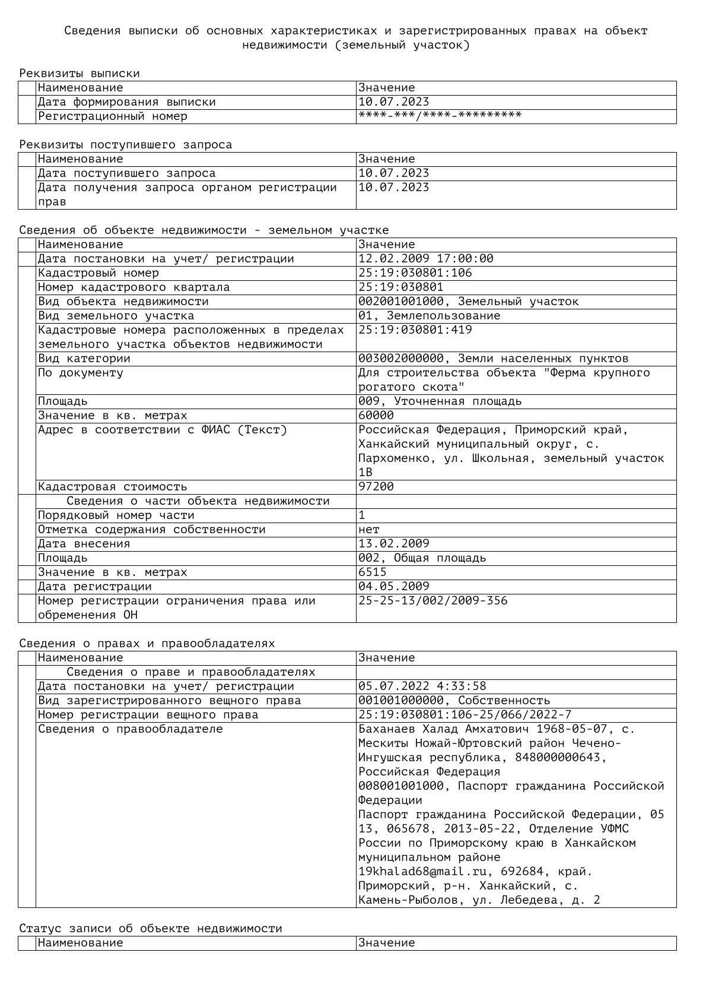 Сведения выписки об основных характеристиках и зарегистрированных правах на объект
недвижимости (земельный участок)
Реквизиты выписки
Наименование Значение
Дата формирования выписки 10.07.2023
Регистрационный номер ****-***/****-*********
Реквизиты поступившего запроса
Наименование Значение
Дата поступившего запроса 10.07.2023
Дата получения запроса органом регистрации 10.07.2023
прав
Сведения об объекте недвижимости - земельном участке
Наименование Значение
Дата постановки на учет/ регистрации 12.02.2009 17:00:00
Кадастровый номер 25:19:030801:106
Номер кадастрового квартала 25:19:030801
Вид объекта недвижимости 002001001000, Земельный участок
Вид земельного участка 01, Землепользование
Кадастровые номера расположенных в пределах 25:19:030801:419
земельного участка объектов недвижимости
Вид категории 003002000000, Земли населенных пунктов
По документу Для строительства объекта "Ферма крупного
рогатого скота"
Площадь 009, Уточненная площадь
Значение в кв. метрах 60000
Адрес в соответствии с ФИАС (Текст) Российская Федерация, Приморский край,
Ханкайский муниципальный округ, с.
Пархоменко, ул. Школьная, земельный участок
1В
Кадастровая стоимость 97200
Сведения о части объекта недвижимости
Порядковый номер части 1
Отметка содержания собственности нет
Дата внесения 13.02.2009
Площадь 002, Общая площадь
Значение в кв. метрах 6515
Дата регистрации 04.05.2009
Номер регистрации ограничения права или 25-25-13/002/2009-356
обременения ОН
Сведения о правах и правообладателях
Наименование Значение
Сведения о праве и правообладателях
Дата постановки на учет/ регистрации 05.07.2022 4:33:58
Вид зарегистрированного вещного права 001001000000, Собственность
Номер регистрации вещного права 25:19:030801:106-25/066/2022-7
Сведения о правообладателе Баханаев Халад Амхатович 1968-05-07, с.
Мескиты Ножай-Юртовский район Чечено-
Ингушская республика, 848000000643,
Российская Федерация
008001001000, Паспорт гражданина Российской
Федерации
Паспорт гражданина Российской Федерации, 05
13, 065678, 2013-05-22, Отделение УФМС
России по Приморскому краю в Ханкайском
муниципальном районе
19khalad68@mail.ru, 692684, край.
Приморский, р-н. Ханкайский, с.
Камень-Рыболов, ул. Лебедева, д. 2
Статус записи об объекте недвижимости
Наименование Значение